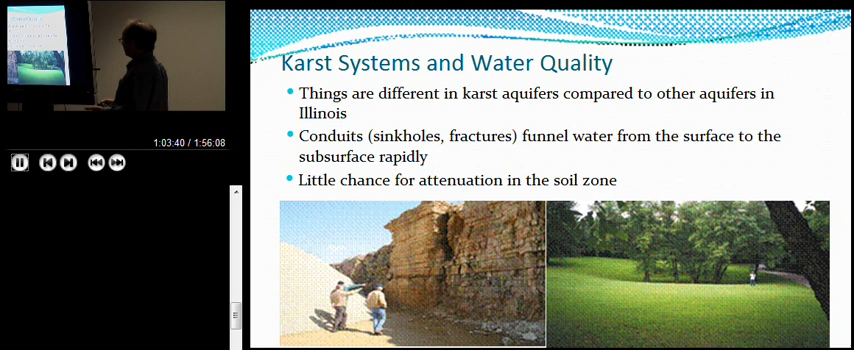 1:03:40 / 1:56:08
Karst Systems and Water Quality
Things are different in karst aquifers compared to other aquifers in
Illinois
Conduits (sinkholes, fractures) funnel water from the surface to the
subsurface rapidly
Little chance for attenuation in the soil zone